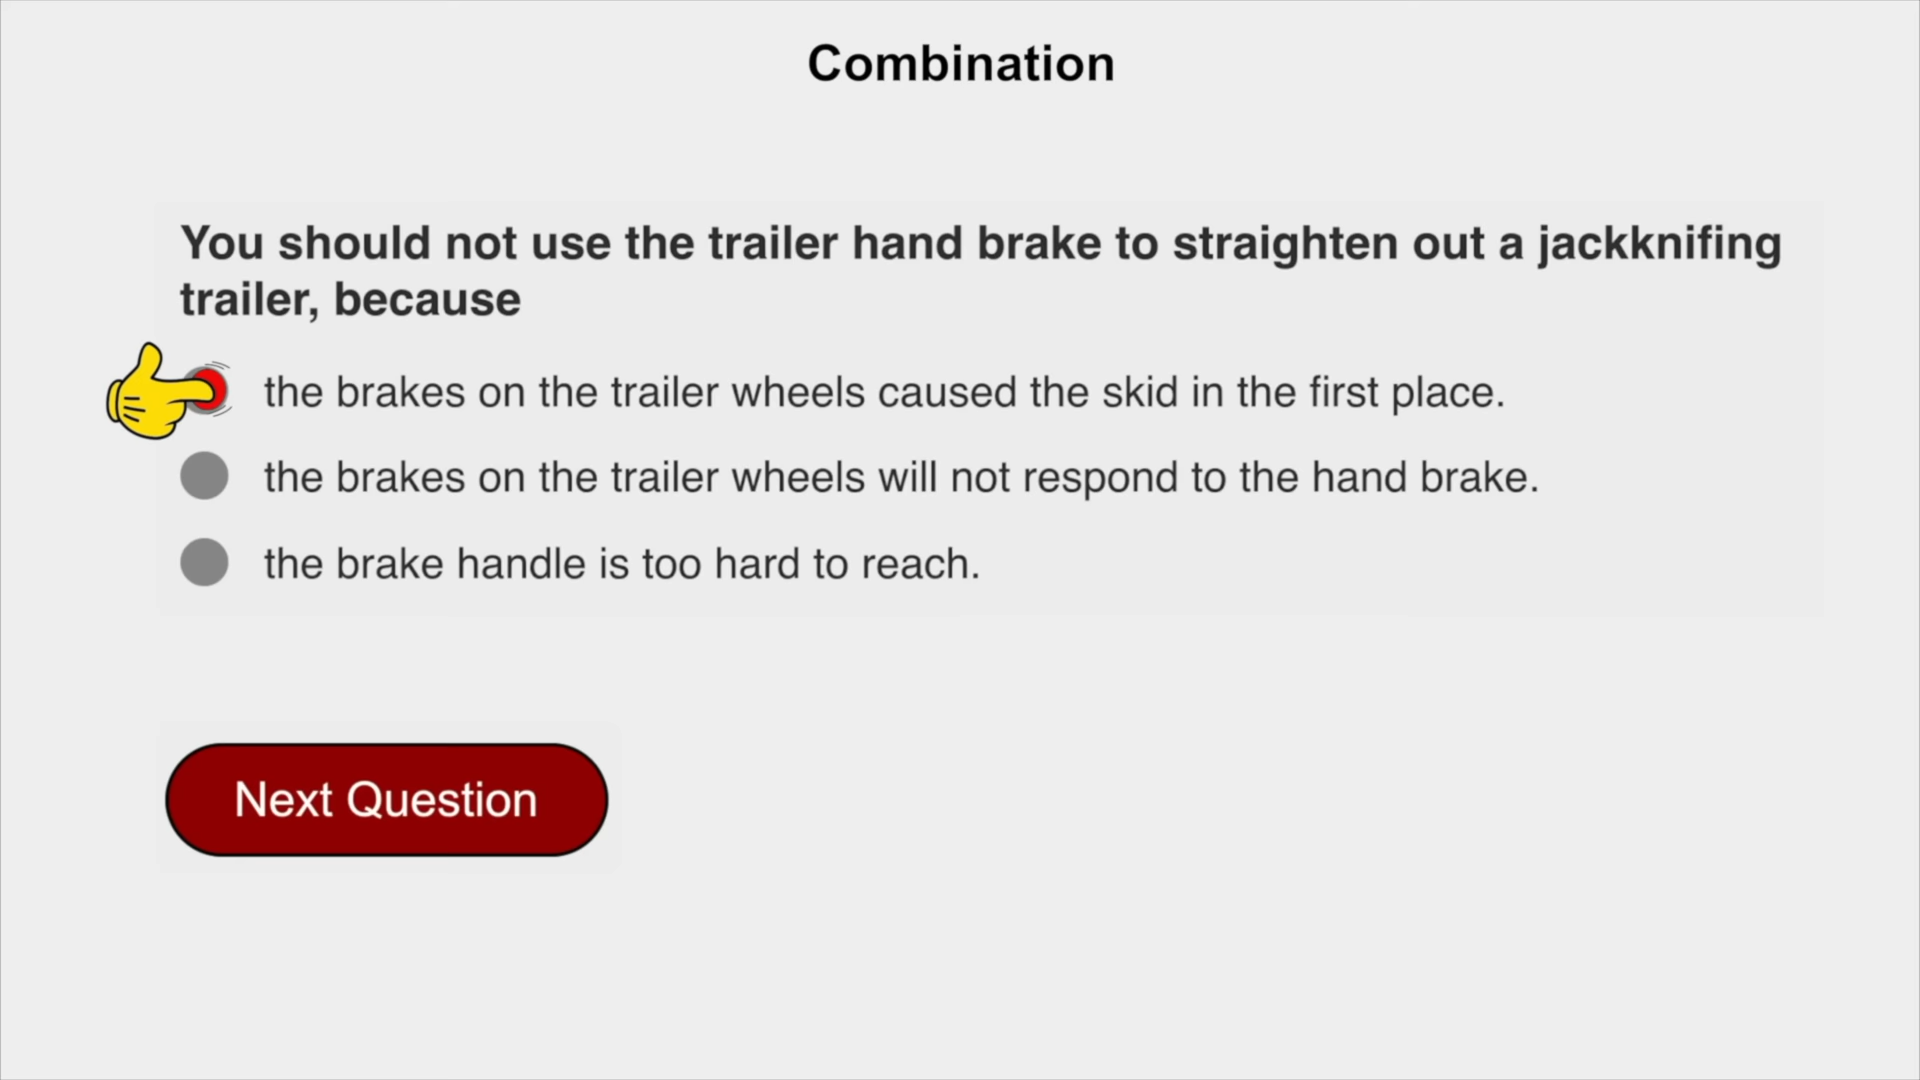 Combination
You should not use the trailer hand brake to straighten out a jackknifing
trailer, because
the brakes on the trailer wheels caused the skid in the first place.
the brakes on the trailer wheels will not respond to the hand brake.
the brake handle is too hard to reach.
Next Question